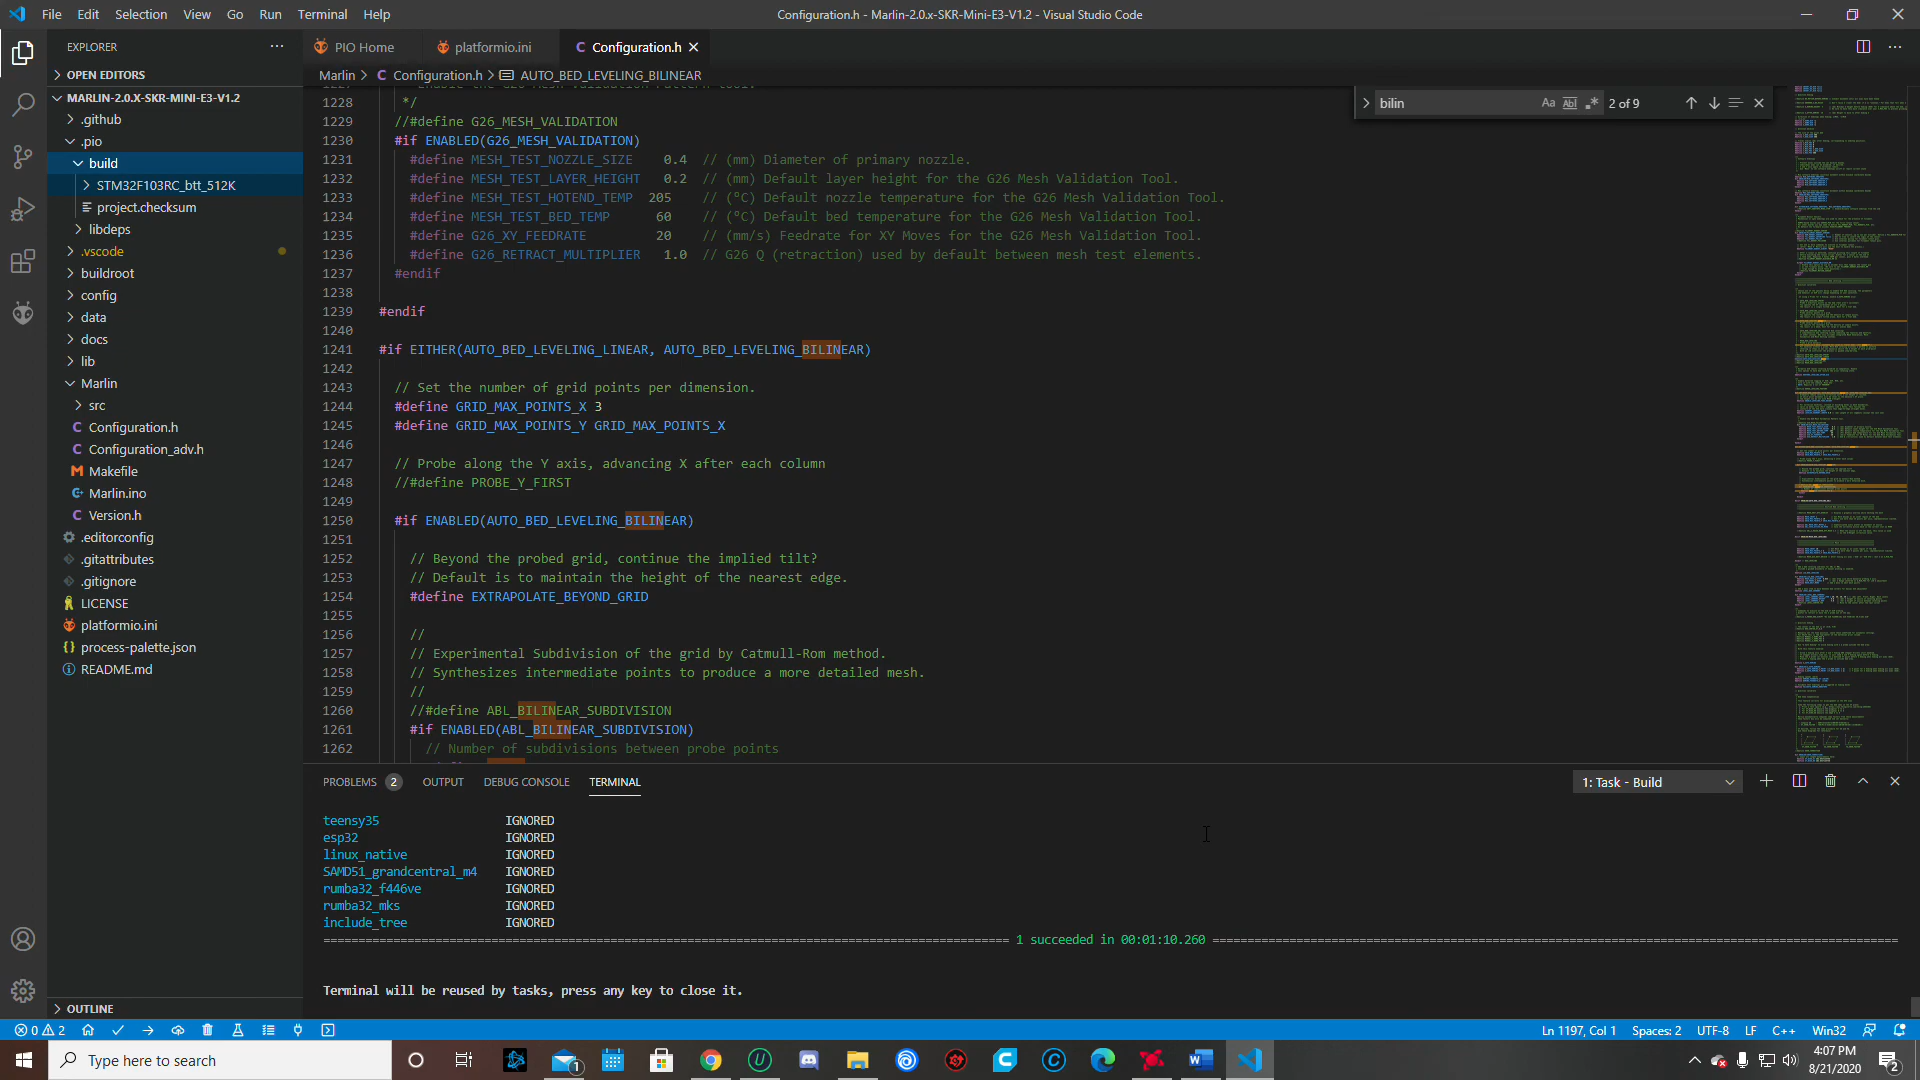 File Edit Selection View Go Run Terminal Help
Configuration.h - Marlin-2.0.x-SKR-Mini-E3-V1.2 - Visual Studio Code
EXPLORER
OPEN EDITORS
MARLIN-2.0.X-SKR-MINI-E3-V1.2
.github
.pio
build
STM32F103RC_btt_512K
project.checksum
libdeps
.vscode
buildroot
config
data
docs
lib
Marlin
src
Configuration.h
Configuration_adv.h
Makefile
Marlin.ino
Version.h
.editorconfig
.gitattributes
.gitignore
LICENSE
platformio.ini
process-palette.json
README.md
OUTLINE
PIO Home platformio.ini Configuration.h
Marlin > Configuration.h > AUTO_BED_LEVELING_BILINEAR
bilin Aa Abl .* 2 of 9
1228 */
1229 //#define G26_MESH_VALIDATION
1230 #if ENABLED(G26_MESH_VALIDATION)
1231 #define MESH_TEST_NOZZLE_SIZE 0.4 // (mm) Diameter of primary nozzle.
1232 #define MESH_TEST_LAYER_HEIGHT 0.2 // (mm) Default layer height for the G26 Mesh Validation Tool.
1233 #define MESH_TEST_HOTEND_TEMP 205 // (°C) Default nozzle temperature for the G26 Mesh Validation Tool.
1234 #define MESH_TEST_BED_TEMP 60 // (°C) Default bed temperature for the G26 Mesh Validation Tool.
1235 #define G26_XY_FEEDRATE 20 // (mm/s) Feedrate for XY Moves for the G26 Mesh Validation Tool.
1236 #define G26_RETRACT_MULTIPLIER 1.0 // G26 Q (retraction) used by default between mesh test elements.
1237 #endif
1238
1239 #endif
1240
1241 #if EITHER(AUTO_BED_LEVELING_LINEAR, AUTO_BED_LEVELING_BILINEAR)
1242
1243 // Set the number of grid points per dimension.
1244 #define GRID_MAX_POINTS_X 3
1245 #define GRID_MAX_POINTS_Y GRID_MAX_POINTS_X
1246
1247 // Probe along the Y axis, advancing X after each column
1248 //#define PROBE_Y_FIRST
1249
1250 #if ENABLED(AUTO_BED_LEVELING_BILINEAR)
1251
1252 // Beyond the probed grid, continue the implied tilt?
1253 // Default is to maintain the height of the nearest edge.
1254 #define EXTRAPOLATE_BEYOND_GRID
1255
1256 //
1257 // Experimental Subdivision of the grid by Catmull-Rom method.
1258 // Synthesizes intermediate points to produce a more detailed mesh.
1259 //
1260 //#define ABL_BILINEAR_SUBDIVISION
1261 #if ENABLED(ABL_BILINEAR_SUBDIVISION)
1262 // Number of subdivisions between probe points
PROBLEMS 2 OUTPUT DEBUG CONSOLE TERMINAL
1: Task - Build
teensy35 IGNORED
esp32 IGNORED
linux_native IGNORED
SAMD51_grandcentral_m4 IGNORED
rumba32_f446ve IGNORED
rumba32_mks IGNORED
include_tree IGNORED
1 succeeded in 00:01:10.260
Terminal will be reused by tasks, press any key to close it.
0 2
Ln 1197, Col 1 Spaces: 2 UTF-8 LF C++ Win32
Type here to search
4:07 PM
8/21/2020